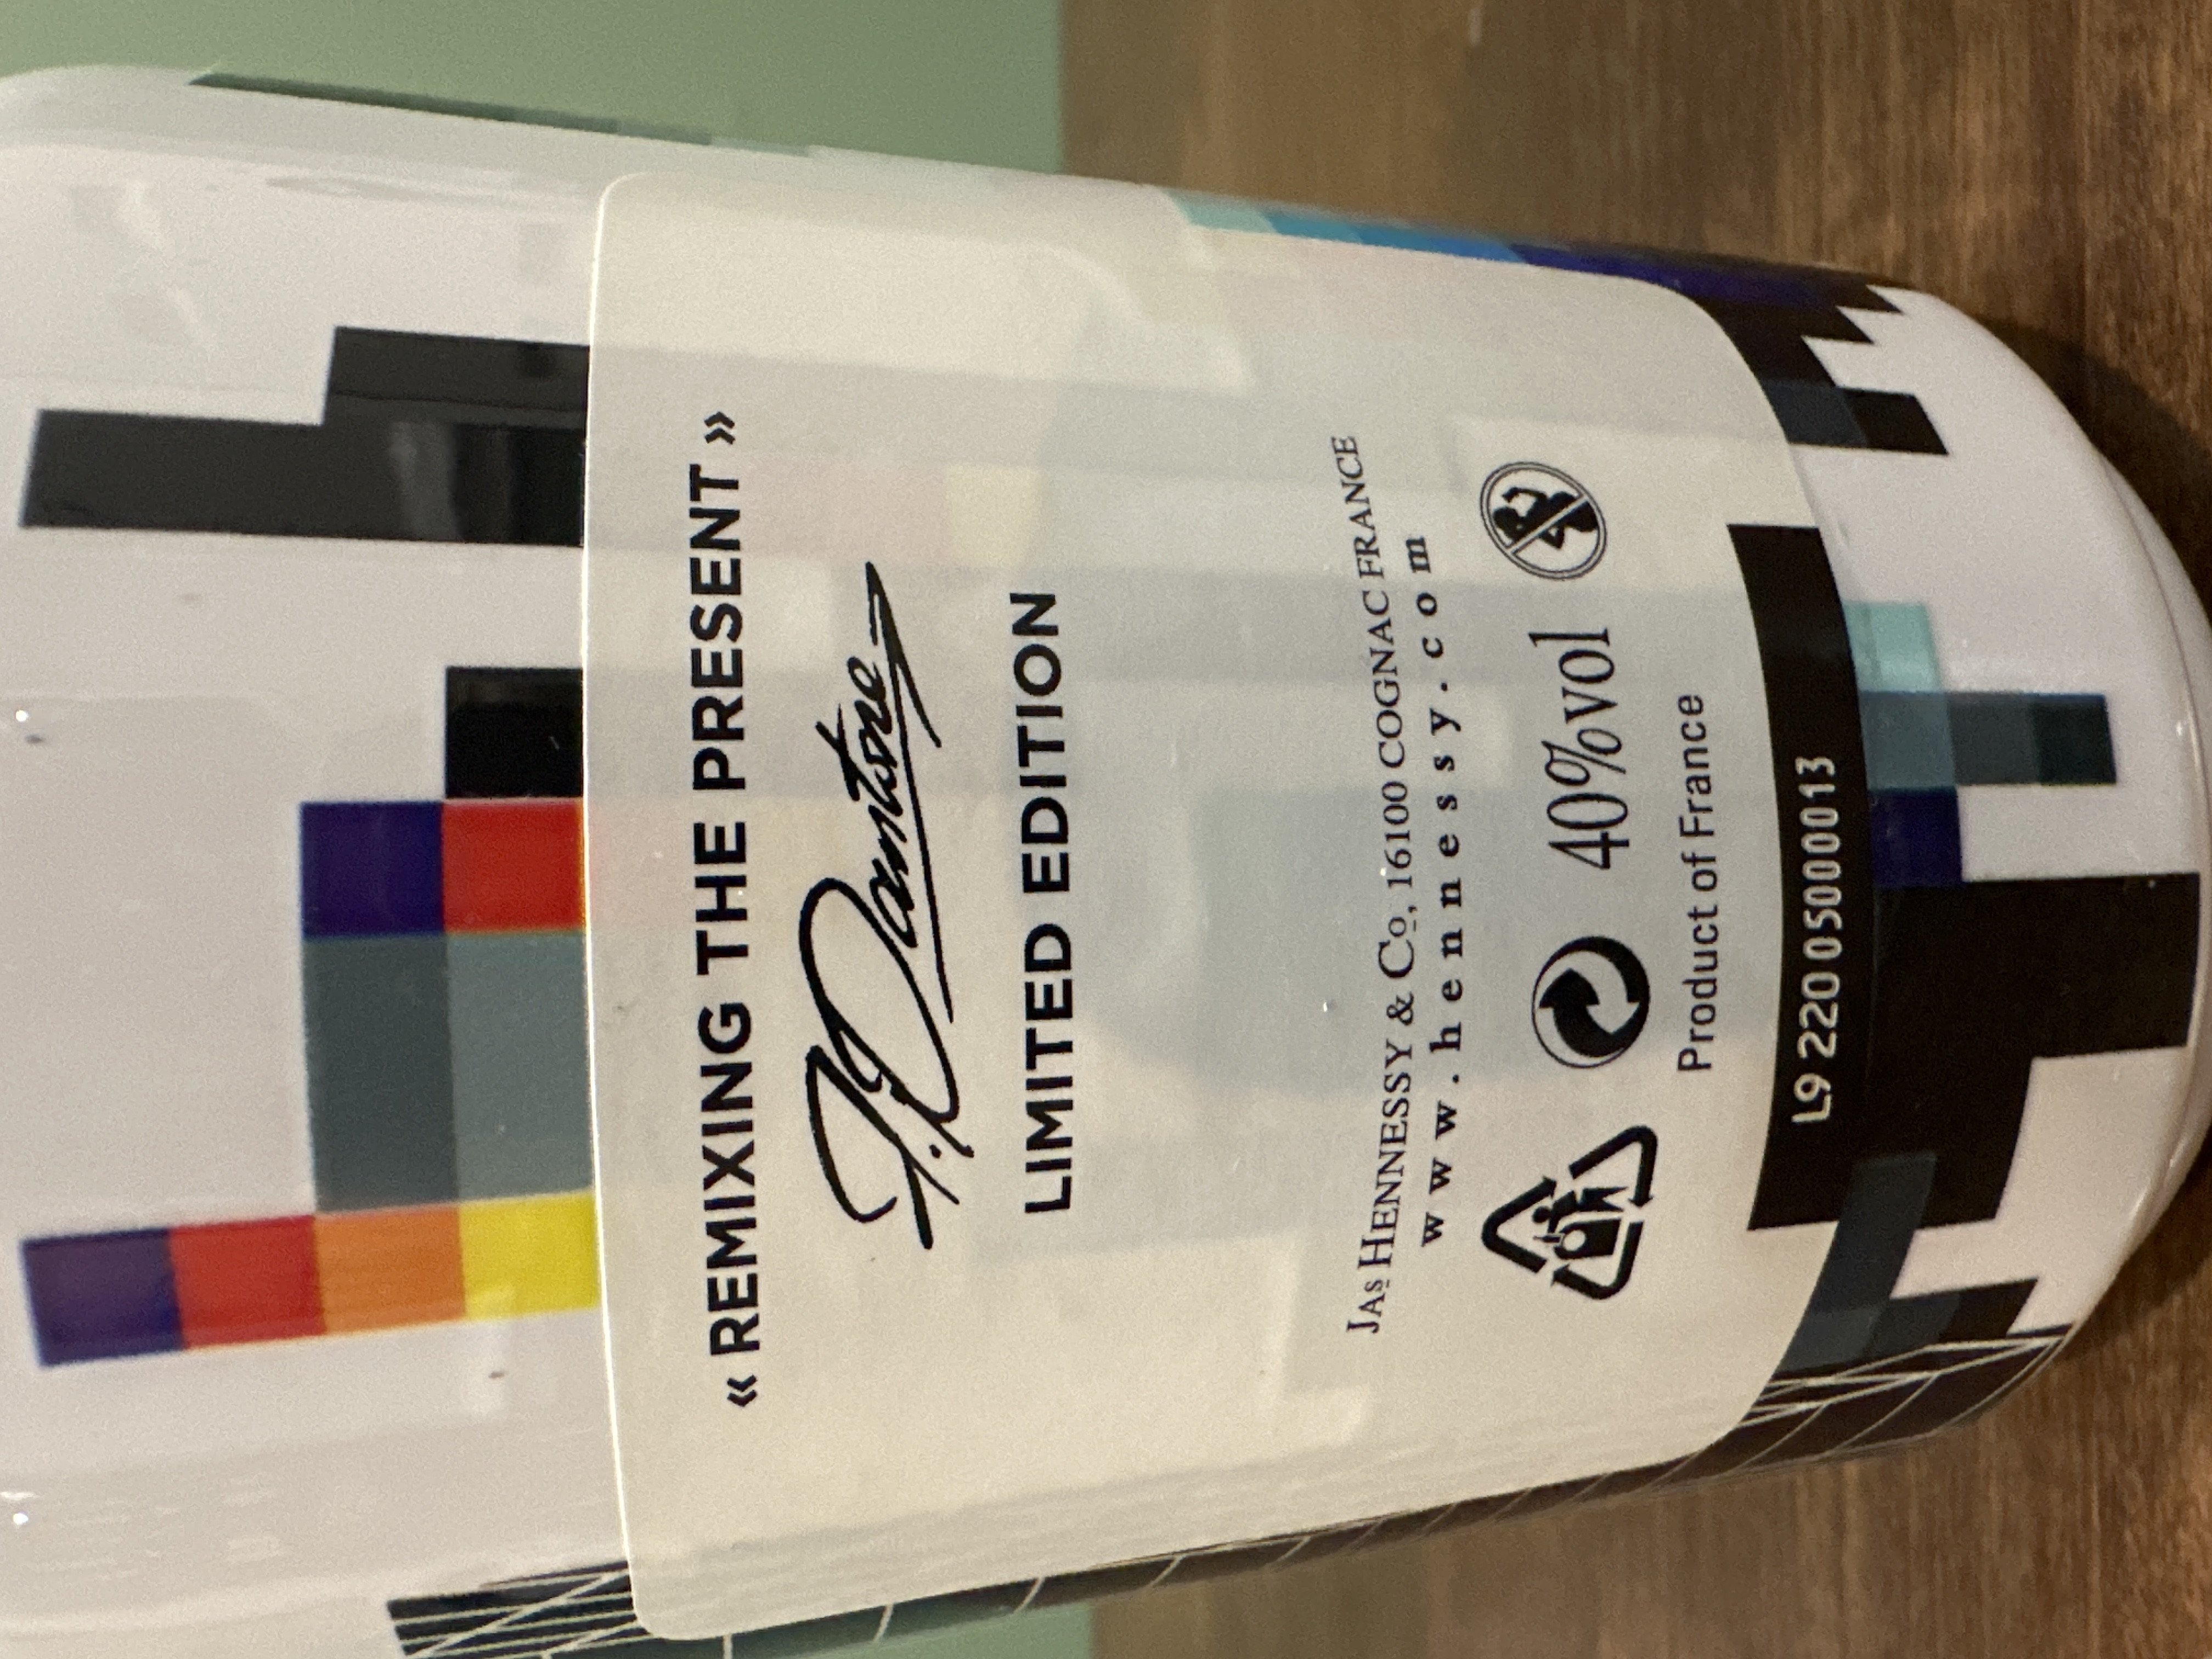 « REMIXING THE PRESENT »
LIMITED EDITION
JAs HENNESSY & Co, 16100 COGNAC FRANCE
www.hennessy.com
40%vol
Product of France
L9 220 05000013